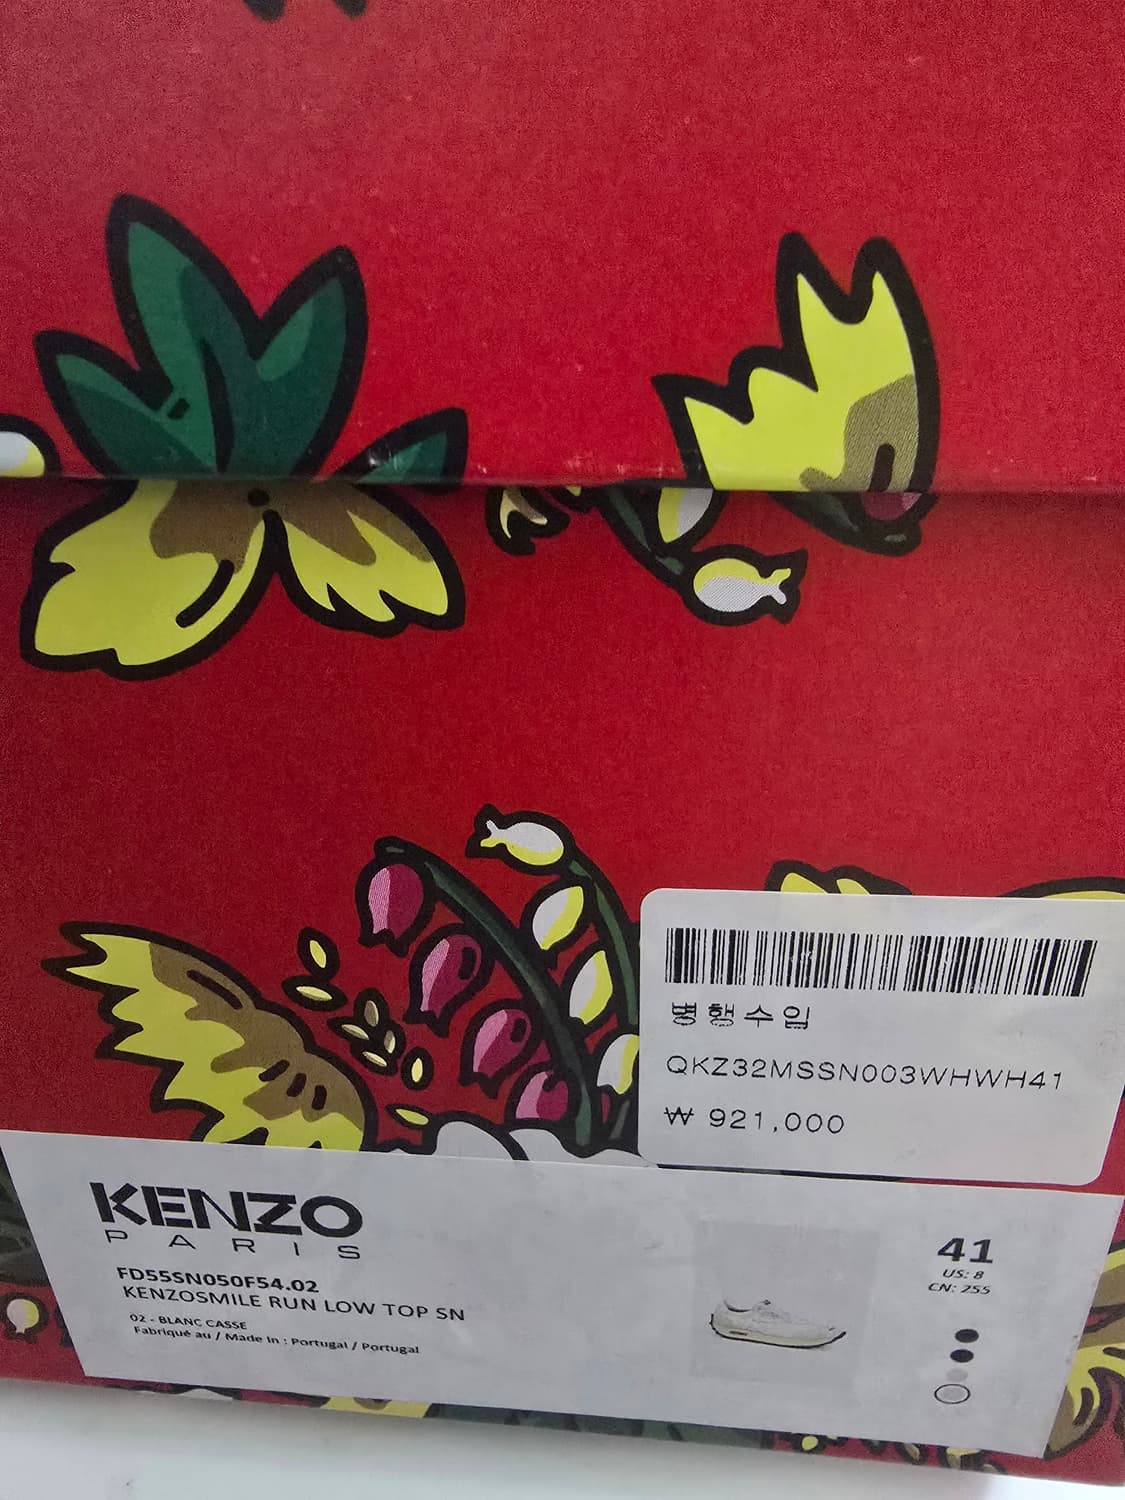 병행수입
QKZ32MSSN003WHWH41
₩ 921,000
KENZO
PARIS
FD55SN050F54.02
KENZOSMILE RUN LOW TOP SN
02 - BLANC CASSE
Fabriqué au / Made In : Portugal / Portugal
41
US: 8
CN: 255